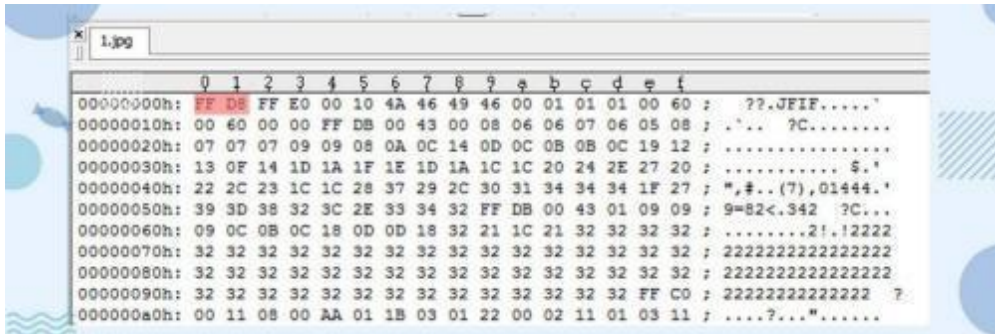 1.jpg
0 1 2 3 4 5 6 7 8 9 a b c d e f
00000000h: FF D8 FF E0 00 10 4A 46 49 46 00 01 01 01 00 60 ; ??.JFIF.....`
00000010h: 00 60 00 00 FF DB 00 43 00 08 06 06 07 06 05 08 ; .`.. ?C........
00000020h: 07 07 07 09 09 08 0A 0C 14 0D 0C 0B 0B 0C 19 12 ; ................
00000030h: 13 0F 14 1D 1A 1F 1E 1D 1A 1C 1C 20 24 2E 27 20 ; ........... $.'
00000040h: 22 2C 23 1C 1C 28 37 29 2C 30 31 34 34 34 1F 27 ; ",#..(7),01444.'
00000050h: 39 3D 38 32 3C 2E 33 34 32 FF DB 00 43 01 09 09 ; 9=82<.342 ?C...
00000060h: 09 0C 0B 0C 18 0D 0D 18 32 21 1C 21 32 32 32 32 ; ........2!.!2222
00000070h: 32 32 32 32 32 32 32 32 32 32 32 32 32 32 32 32 ; 2222222222222222
00000080h: 32 32 32 32 32 32 32 32 32 32 32 32 32 32 32 32 ; 2222222222222222
00000090h: 32 32 32 32 32 32 32 32 32 32 32 32 32 32 FF C0 ; 22222222222222 ?
000000a0h: 00 11 08 00 AA 01 1B 03 01 22 00 02 11 01 03 11 ; ....?..."......